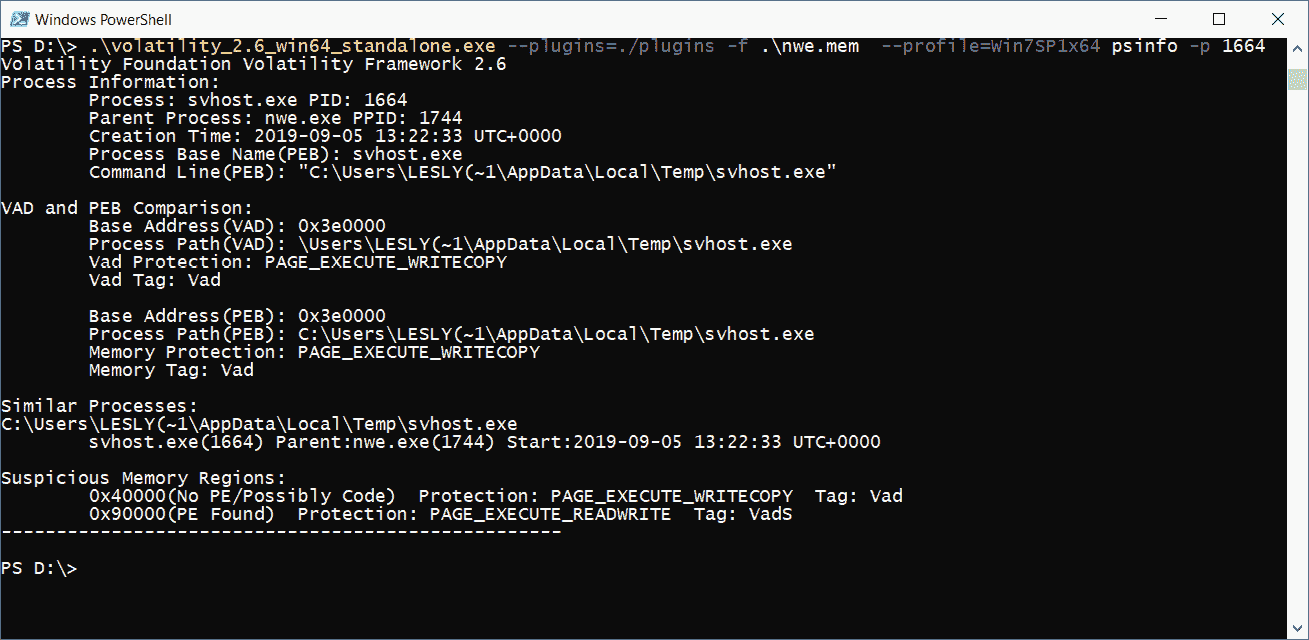 Windows PowerShell
PS D:\> .\volatility_2.6_win64_standalone.exe --plugins=./plugins -f .\nwe.mem  --profile=Win7SP1x64 psinfo -p 1664
Volatility Foundation Volatility Framework 2.6
Process Information:
        Process: svhost.exe PID: 1664
        Parent Process: nwe.exe PPID: 1744
        Creation Time: 2019-09-05 13:22:33 UTC+0000
        Process Base Name(PEB): svhost.exe
        Command Line(PEB): "C:\Users\LESLY(~1\AppData\Local\Temp\svhost.exe"
VAD and PEB Comparison:
        Base Address(VAD): 0x3e0000
        Process Path(VAD): \Users\LESLY(~1\AppData\Local\Temp\svhost.exe
        Vad Protection: PAGE_EXECUTE_WRITECOPY
        Vad Tag: Vad
        Base Address(PEB): 0x3e0000
        Process Path(PEB): C:\Users\LESLY(~1\AppData\Local\Temp\svhost.exe
        Memory Protection: PAGE_EXECUTE_WRITECOPY
        Memory Tag: Vad
Similar Processes:
C:\Users\LESLY(~1\AppData\Local\Temp\svhost.exe
        svhost.exe(1664) Parent:nwe.exe(1744) Start:2019-09-05 13:22:33 UTC+0000
Suspicious Memory Regions:
        0x40000(No PE/Possibly Code)  Protection: PAGE_EXECUTE_WRITECOPY  Tag: Vad
        0x90000(PE Found)  Protection: PAGE_EXECUTE_READWRITE  Tag: VadS
---------------------------------------------------
PS D:\>